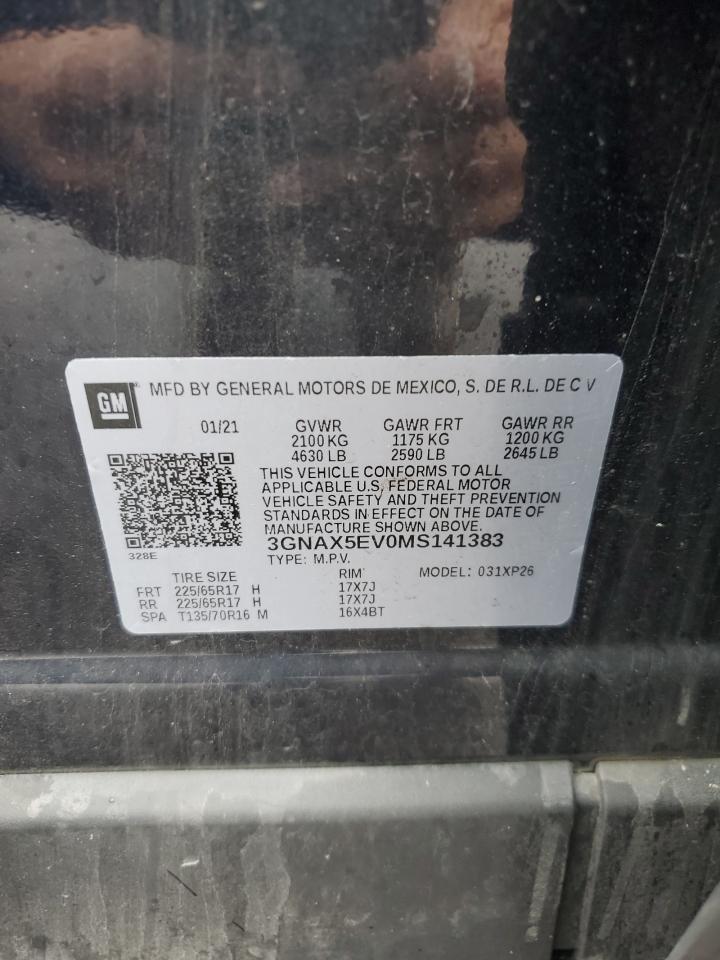 GM ® MFD BY GENERAL MOTORS DE MEXICO, S. DE R.L. DE C V
01/21 GVWR GAWR FRT GAWR RR
2100 KG 1175 KG 1200 KG
4630 LB 2590 LB 2645 LB
THIS VEHICLE CONFORMS TO ALL
APPLICABLE U.S, FEDERAL MOTOR
VEHICLE SAFETY AND THEFT PREVENTION
STANDARDS IN EFFECT ON THE DATE OF
MANUFACTURE SHOWN ABOVE.
328E
3GNAX5EV0MS141383
TYPE: M.P.V.
TIRE SIZE RIM MODEL: 031XP26
FRT 225/65R17 H 17X7J
RR 225/65R17 H 17X7J
SPA T135/70R16 M 16X4BT